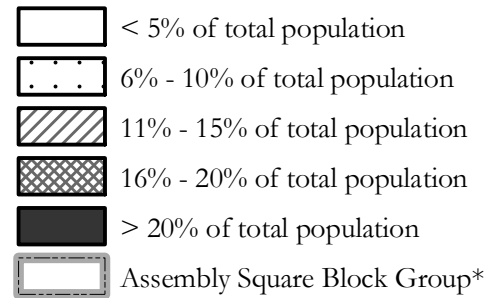 < 5% of total population
6% - 10% of total population
11% - 15% of total population
16% - 20% of total population
> 20% of total population
Assembly Square Block Group*